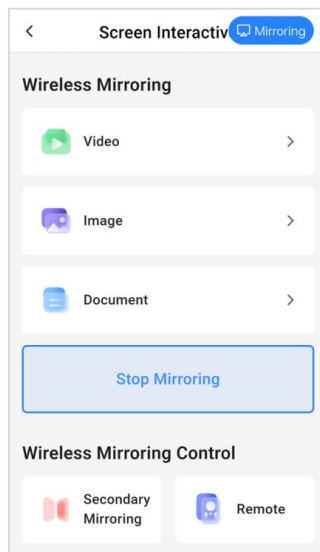 Screen Interactiv
Mirroring
Wireless Mirroring
Video
Image
Document
Stop Mirroring
Wireless Mirroring Control
Secondary
Mirroring
Remote